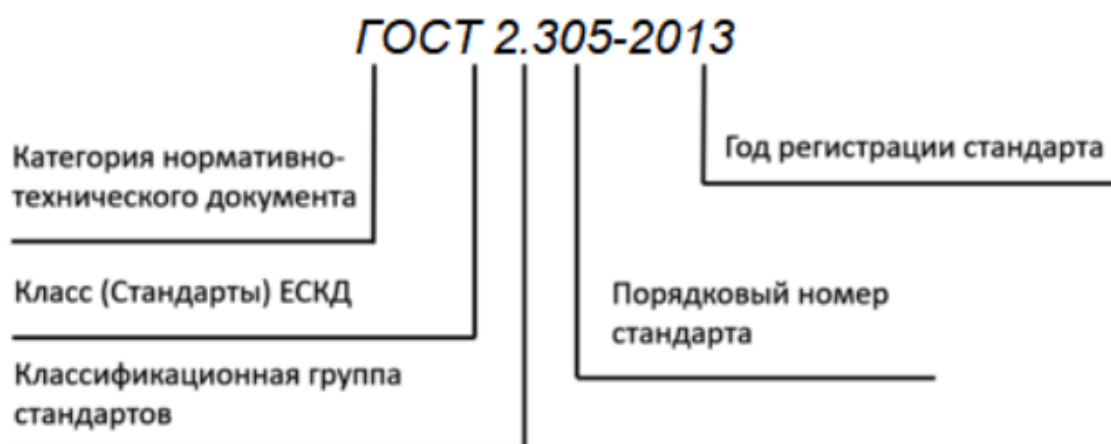 ГОСТ 2.305-2013
Категория нормативно-
технического документа
Год регистрации стандарта
Класс (Стандарты) ЕСКД
Порядковый номер
стандарта
Классификационная группа
стандартов